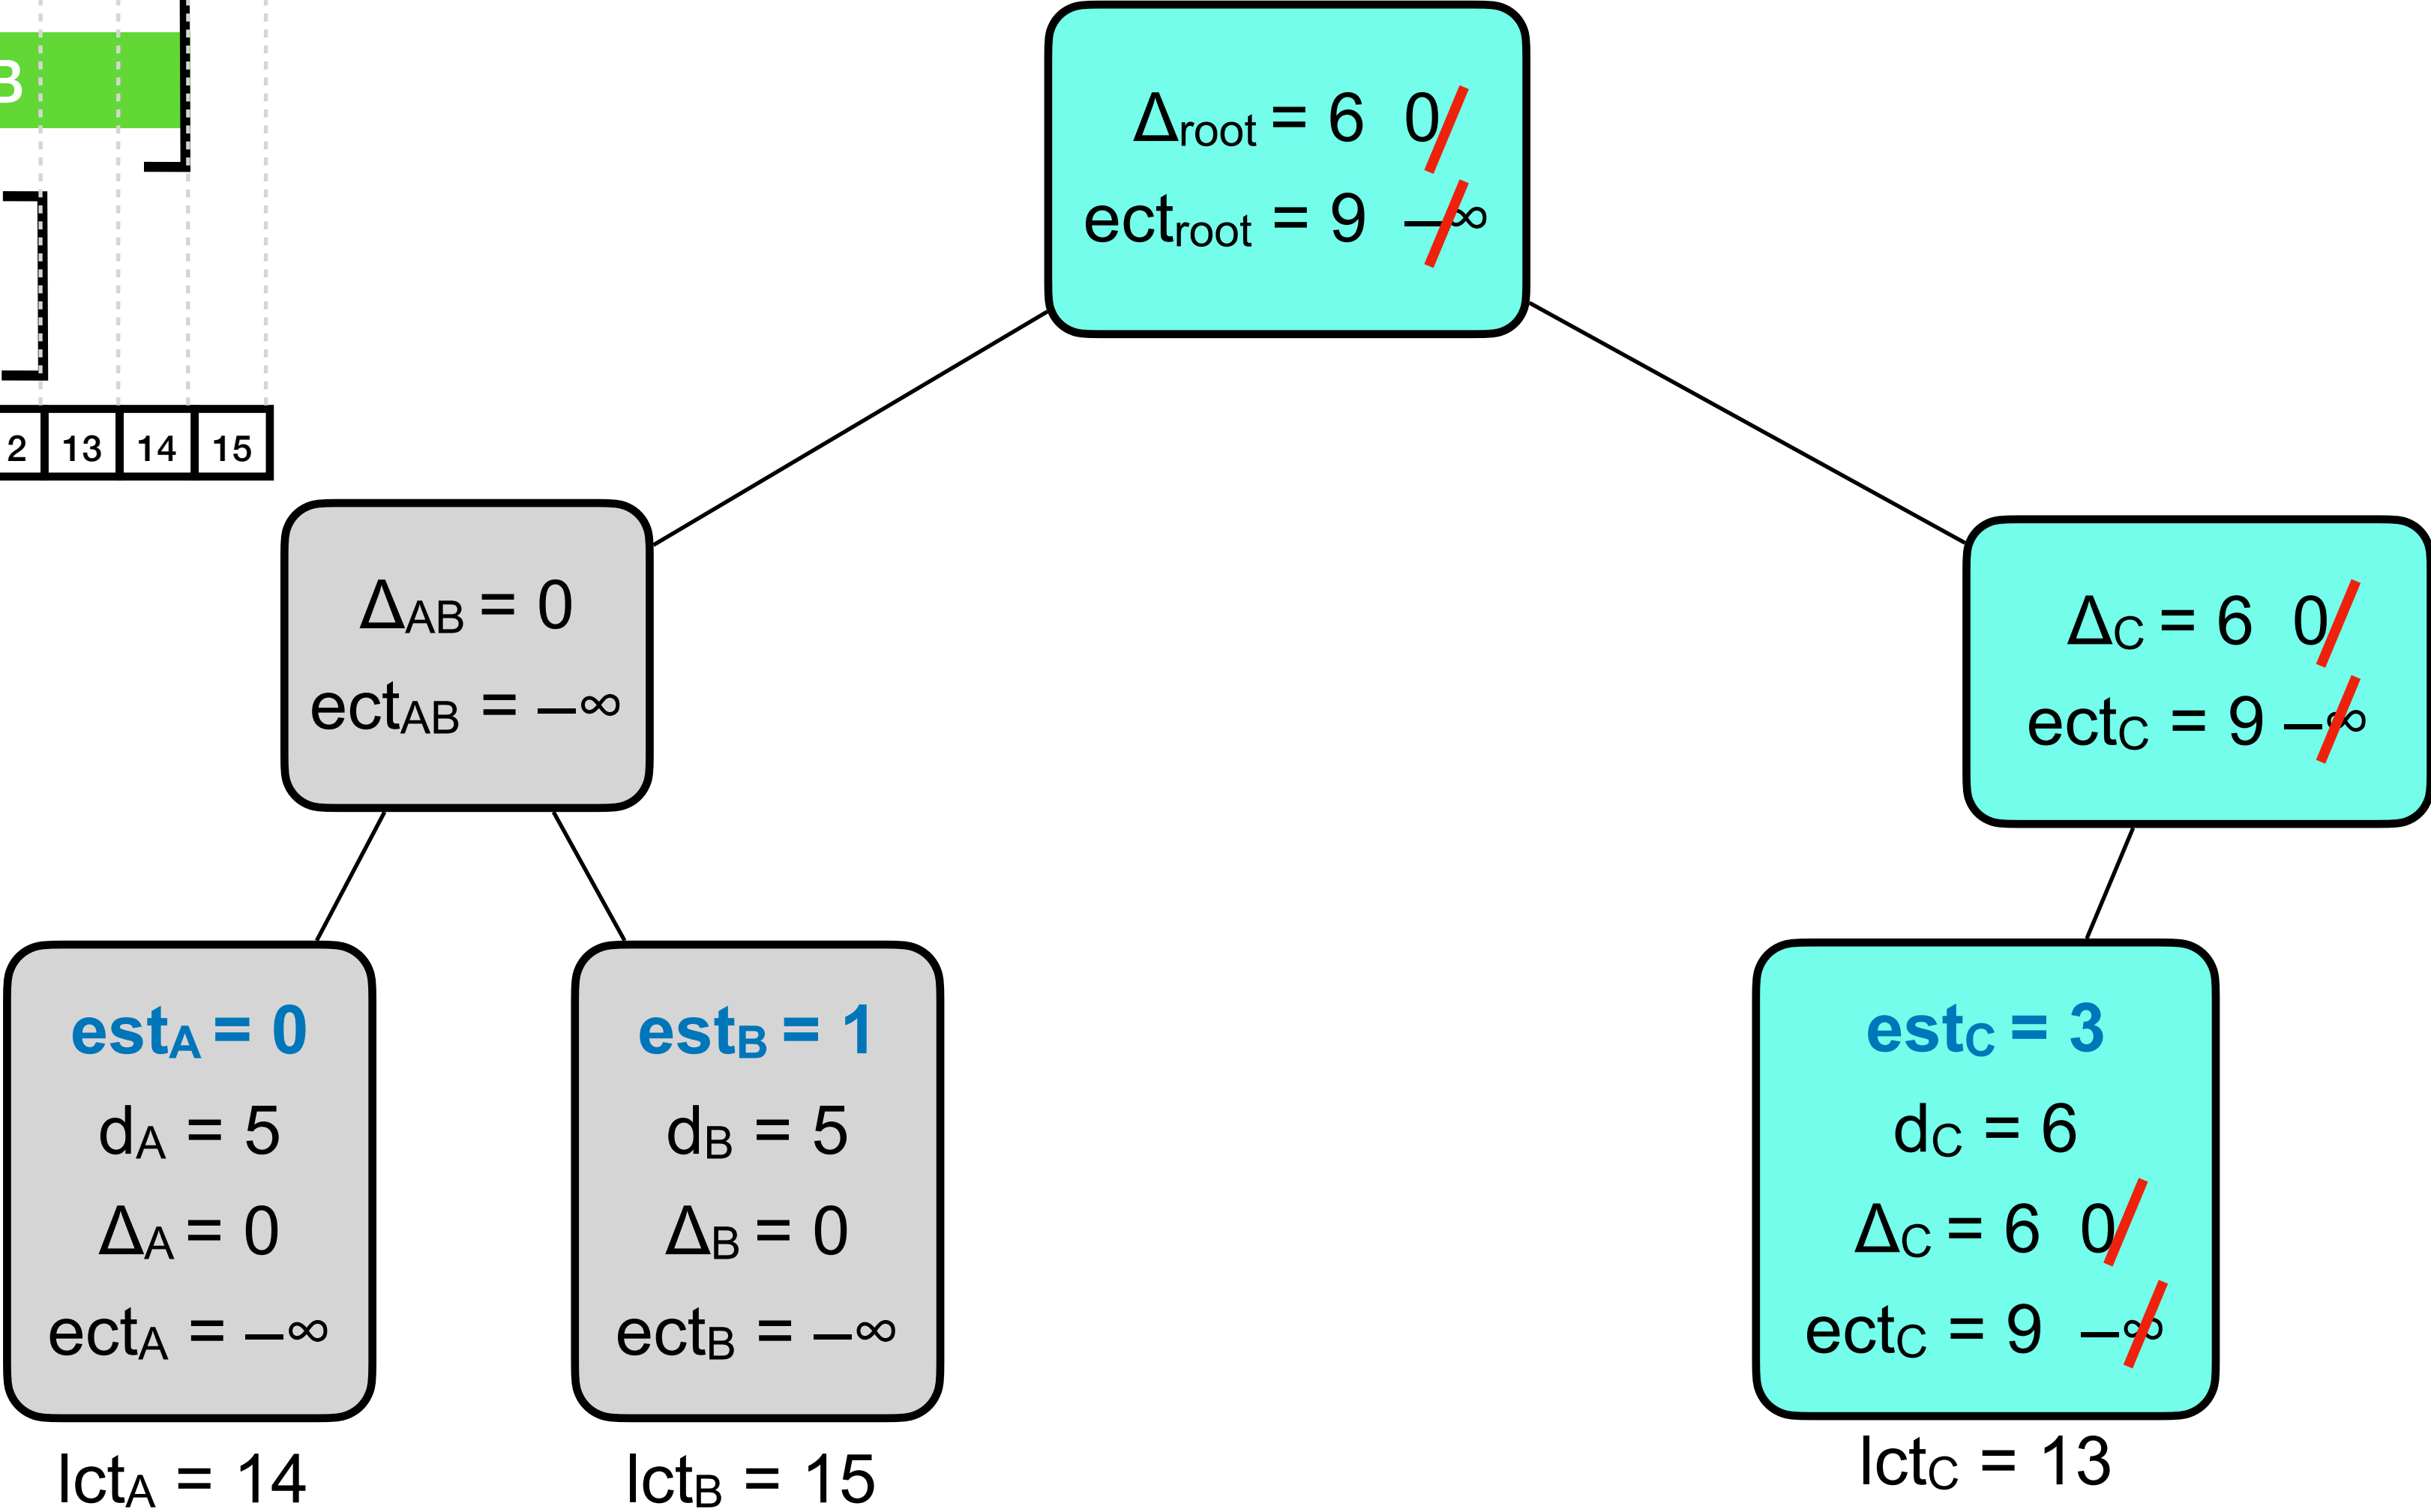 B
2 13 14 15
Δroot = 6 0
ectroot = 9 –∞
ΔAB = 0
ectAB = –∞
ΔC = 6 0
ectC = 9 –∞
estA = 0
dA = 5
ΔA = 0
ectA = –∞
lctA = 14
estB = 1
dB = 5
ΔB = 0
ectB = –∞
lctB = 15
estC = 3
dC = 6
ΔC = 6 0
ectC = 9 –∞
lctC = 13